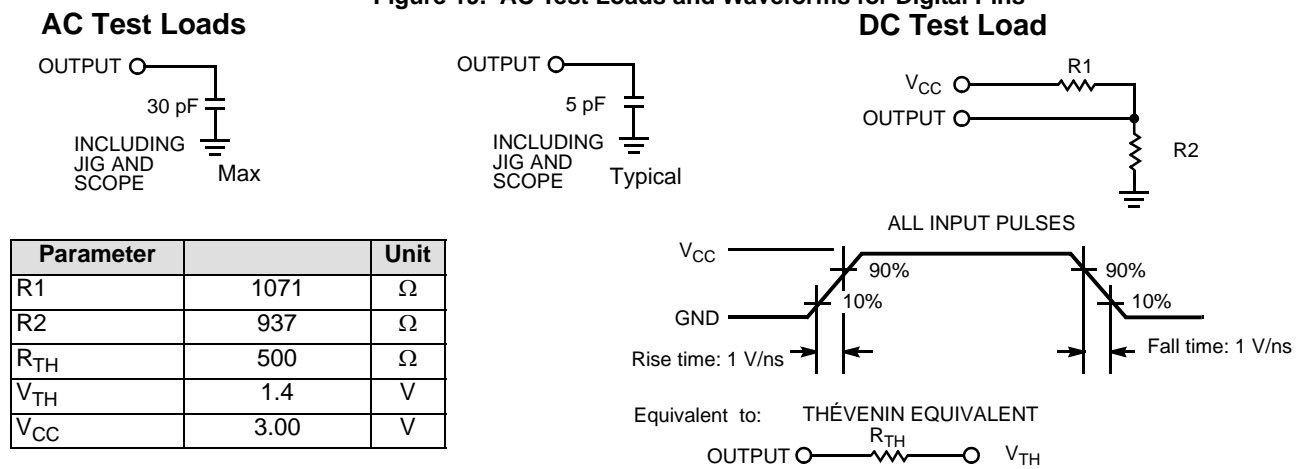 Figure 19. AC Test Loads and Waveforms for Digital Pins
AC Test Loads
DC Test Load
OUTPUT
30 pF
INCLUDING
JIG AND
SCOPE
Max
OUTPUT
5 pF
INCLUDING
JIG AND
SCOPE
Typical
VCC
R1
OUTPUT
R2
Parameter Unit
R1 1071 Ω
R2 937 Ω
RTH 500 Ω
VTH 1.4 V
VCC 3.00 V
ALL INPUT PULSES
VCC
90%
10%
GND
90%
10%
Rise time: 1 V/ns
Fall time: 1 V/ns
Equivalent to: THÉVENIN EQUIVALENT
RTH
OUTPUT
VTH